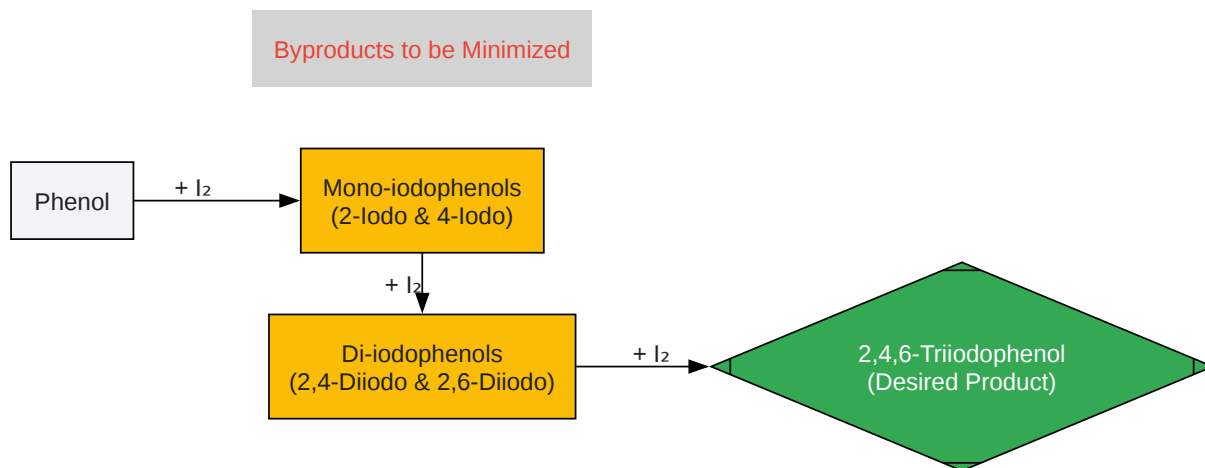 Byproducts to be Minimized
Phenol
+ I₂
Mono-iodophenols
(2-Iodo & 4-Iodo)
+ I₂
Di-iodophenols
(2,4-Diiodo & 2,6-Diiodo)
+ I₂
2,4,6-Triiodophenol
(Desired Product)